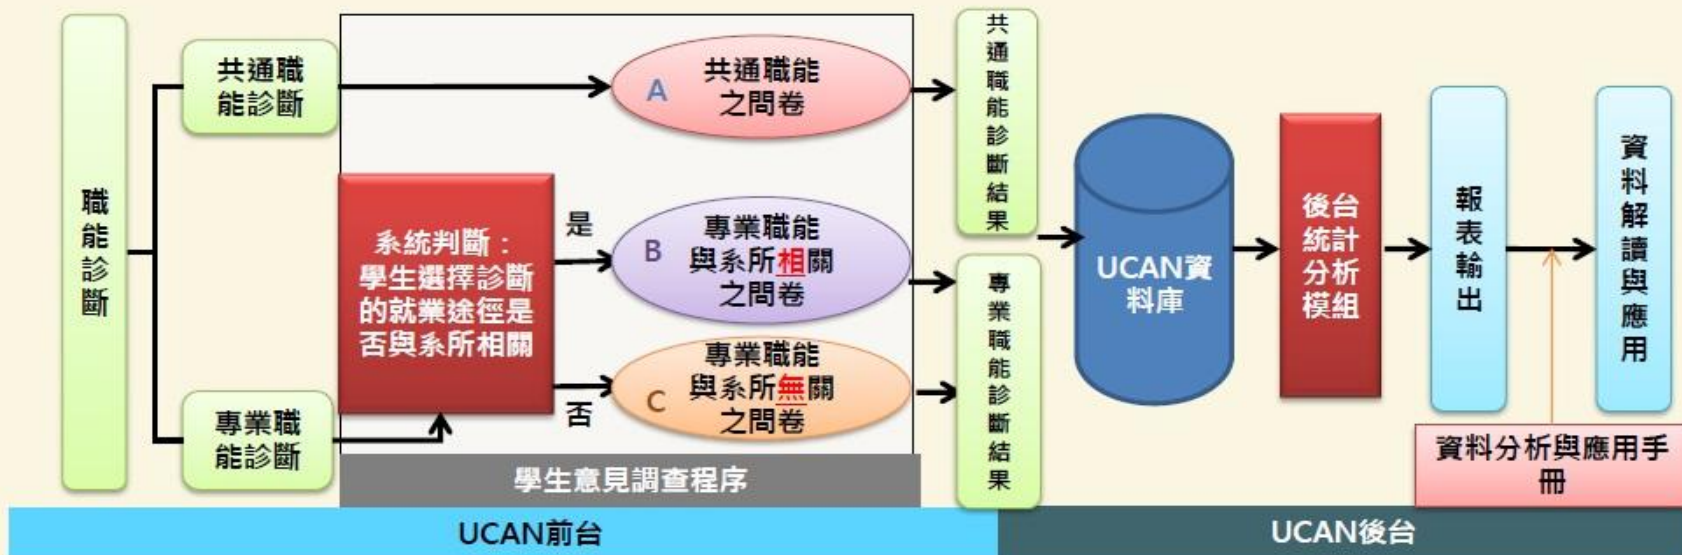 職能診斷
共通職
能診斷
專業職
能診斷
系統判斷：
學生選擇診斷
的就業途徑是
否與系所相關
是
否
A
共通職能
之問卷
B
專業職能
與系所相關
之問卷
C
專業職能
與系所無關
之問卷
學生意見調查程序
共通職能診斷結果
專業職能診斷結果
UCAN資
料庫
後台
統計
分析
模組
報表輸出
資料解讀與應用
資料分析與應用手
冊
UCAN前台
UCAN後台